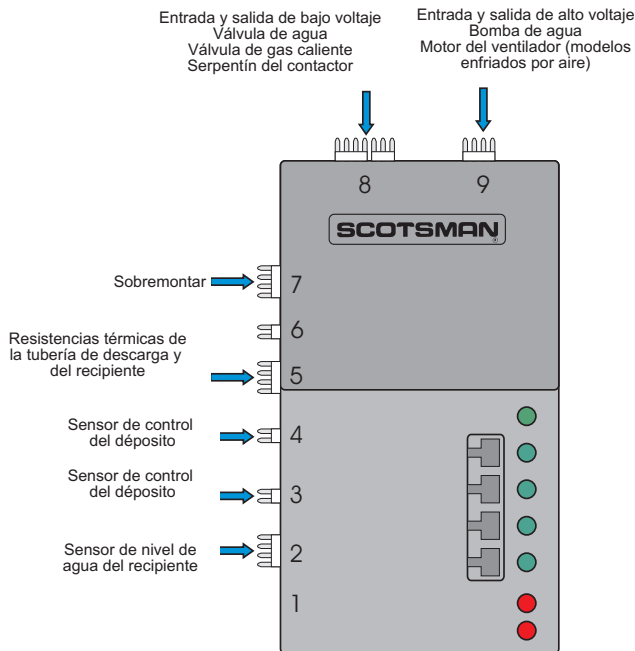 Entrada y salida de bajo voltaje
Válvula de agua
Válvula de gas caliente
Serpentín del contactor
Entrada y salida de alto voltaje
Bomba de agua
Motor del ventilador (modelos
enfriados por aire)
8
9
SCOTSMAN
Sobremontar
7
6
Resistencias térmicas de
la tubería de descarga y
del recipiente
5
Sensor de control
del déposito
4
Sensor de control
del déposito
3
Sensor de nivel de
agua del recipiente
2
1